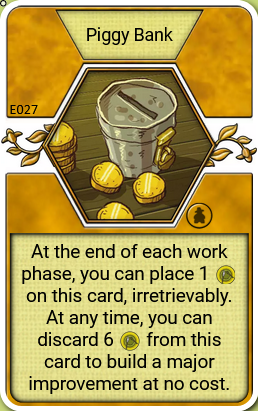 Piggy Bank
E027
At the end of each work
phase, you can place 1
on this card, irretrievably.
At any time, you can
discard 6 from this
card to build a major
improvement at no cost.